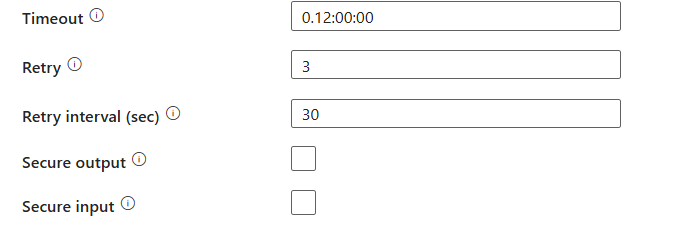 Timeout 0.12:00:00
Retry 3
Retry interval (sec) 30
Secure output
Secure input